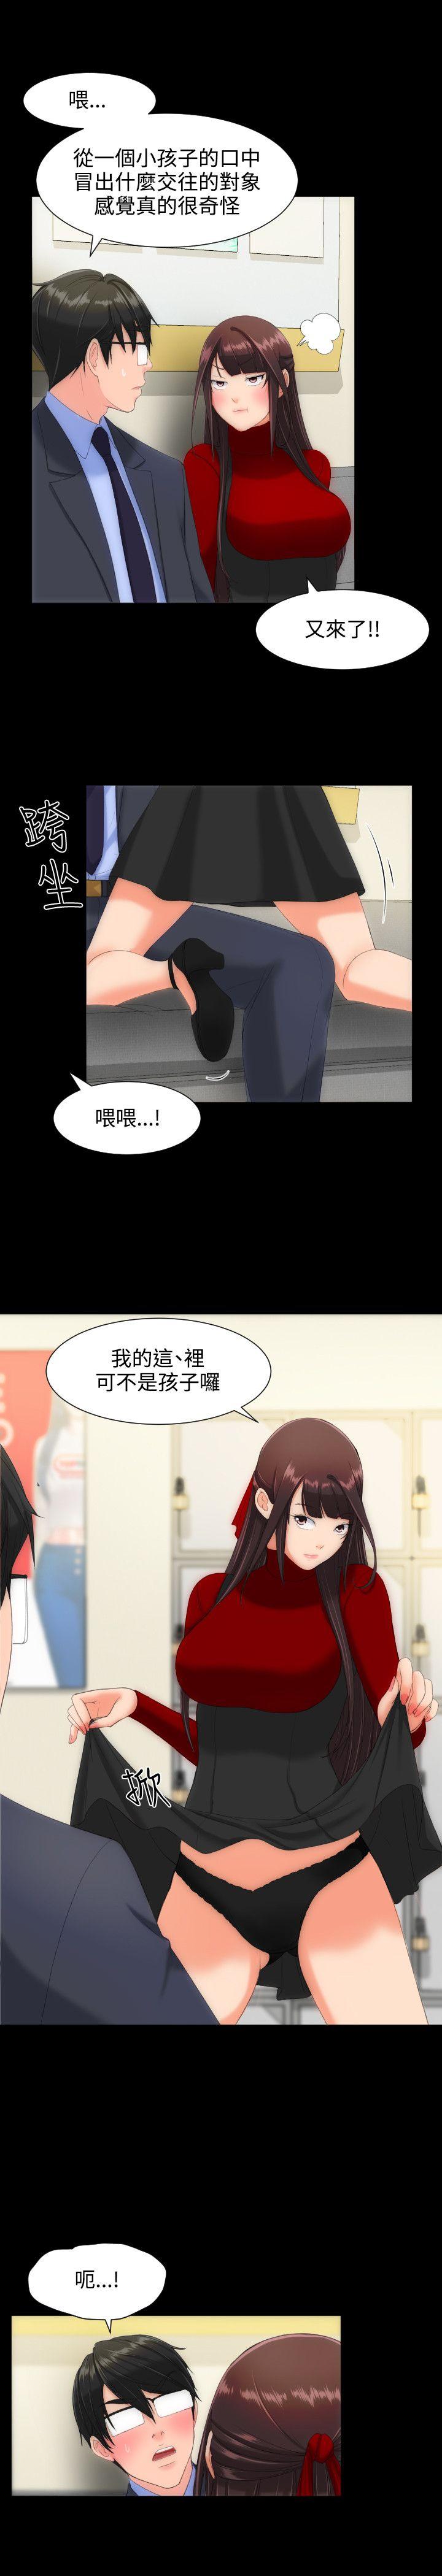 喂...
從一個小孩子的口中
冒出什麼交往的對象
感覺真的很奇怪
又來了!!
跨
坐
喂喂...!
我的這、裡
可不是孩子囉
掀
呃...!